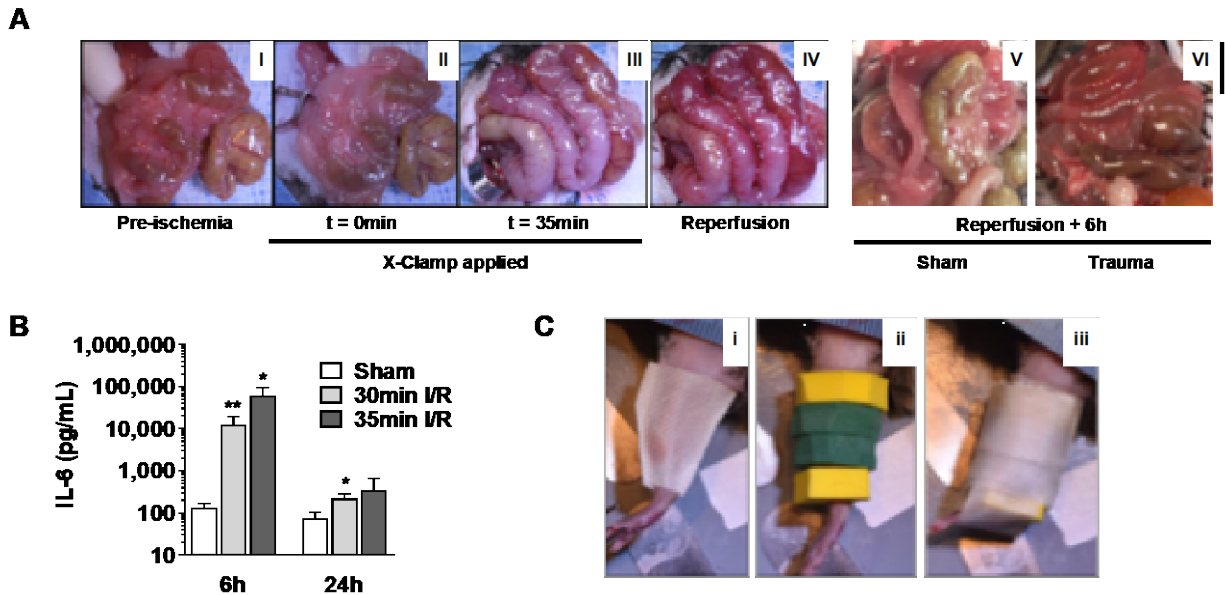 A
I II III IV V VI
Pre-ischemia t = 0min t = 35min Reperfusion Reperfusion + 6h
X-Clamp applied Sham Trauma
B
IL-6 (pg/mL)
1,000,000
100,000
10,000
1,000
100
10
** * *
Sham
30min I/R
35min I/R
6h 24h
C
i ii iii